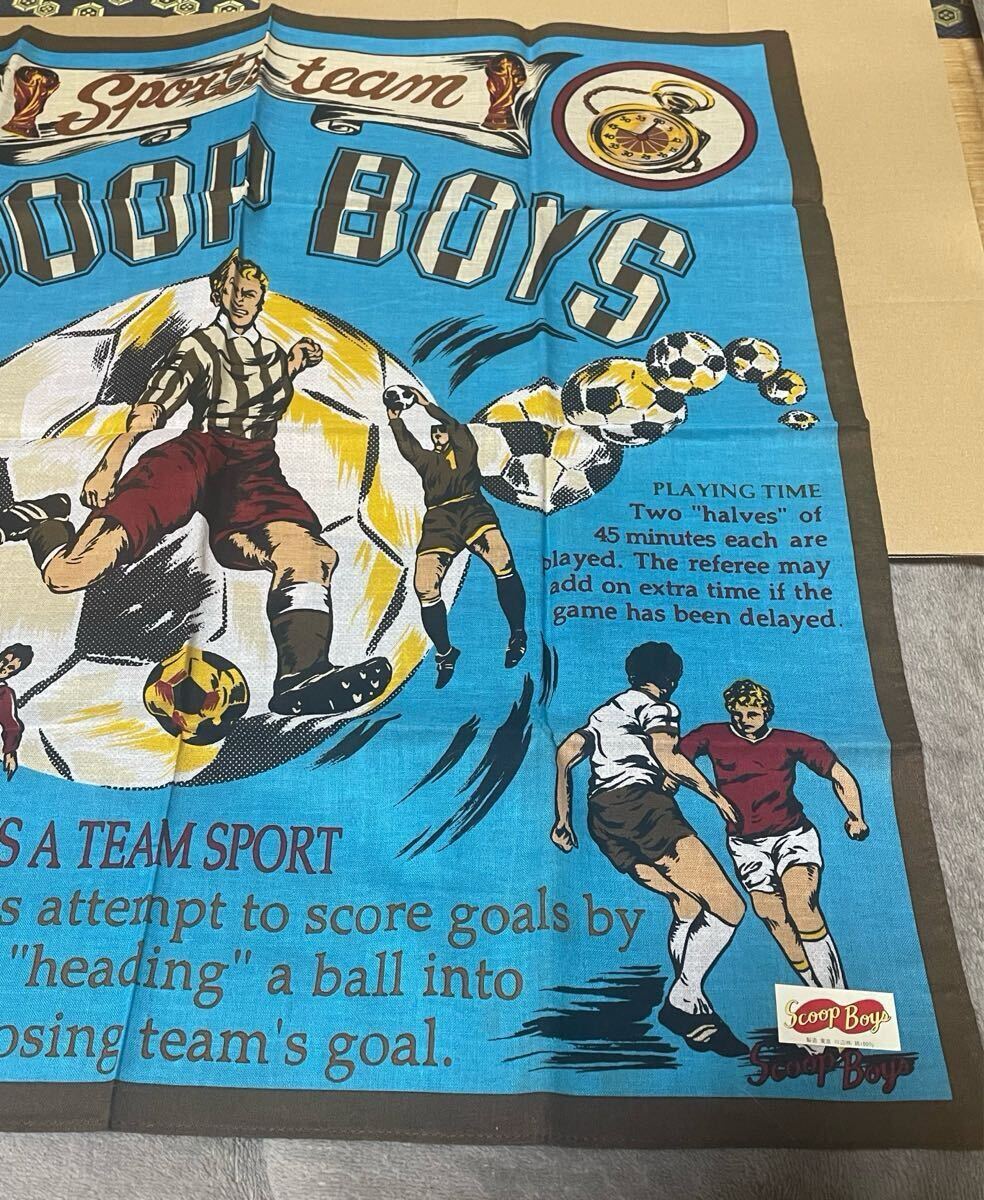 Sports team
SCOOP BOYS
PLAYING TIME
Two "halves" of
45 minutes each are
played. The referee may
add on extra time if the
game has been delayed.
S A TEAM SPORT
s attempt to score goals by
"heading" a ball into
osing team's goal.
Scoop Boys
Scoop Boys